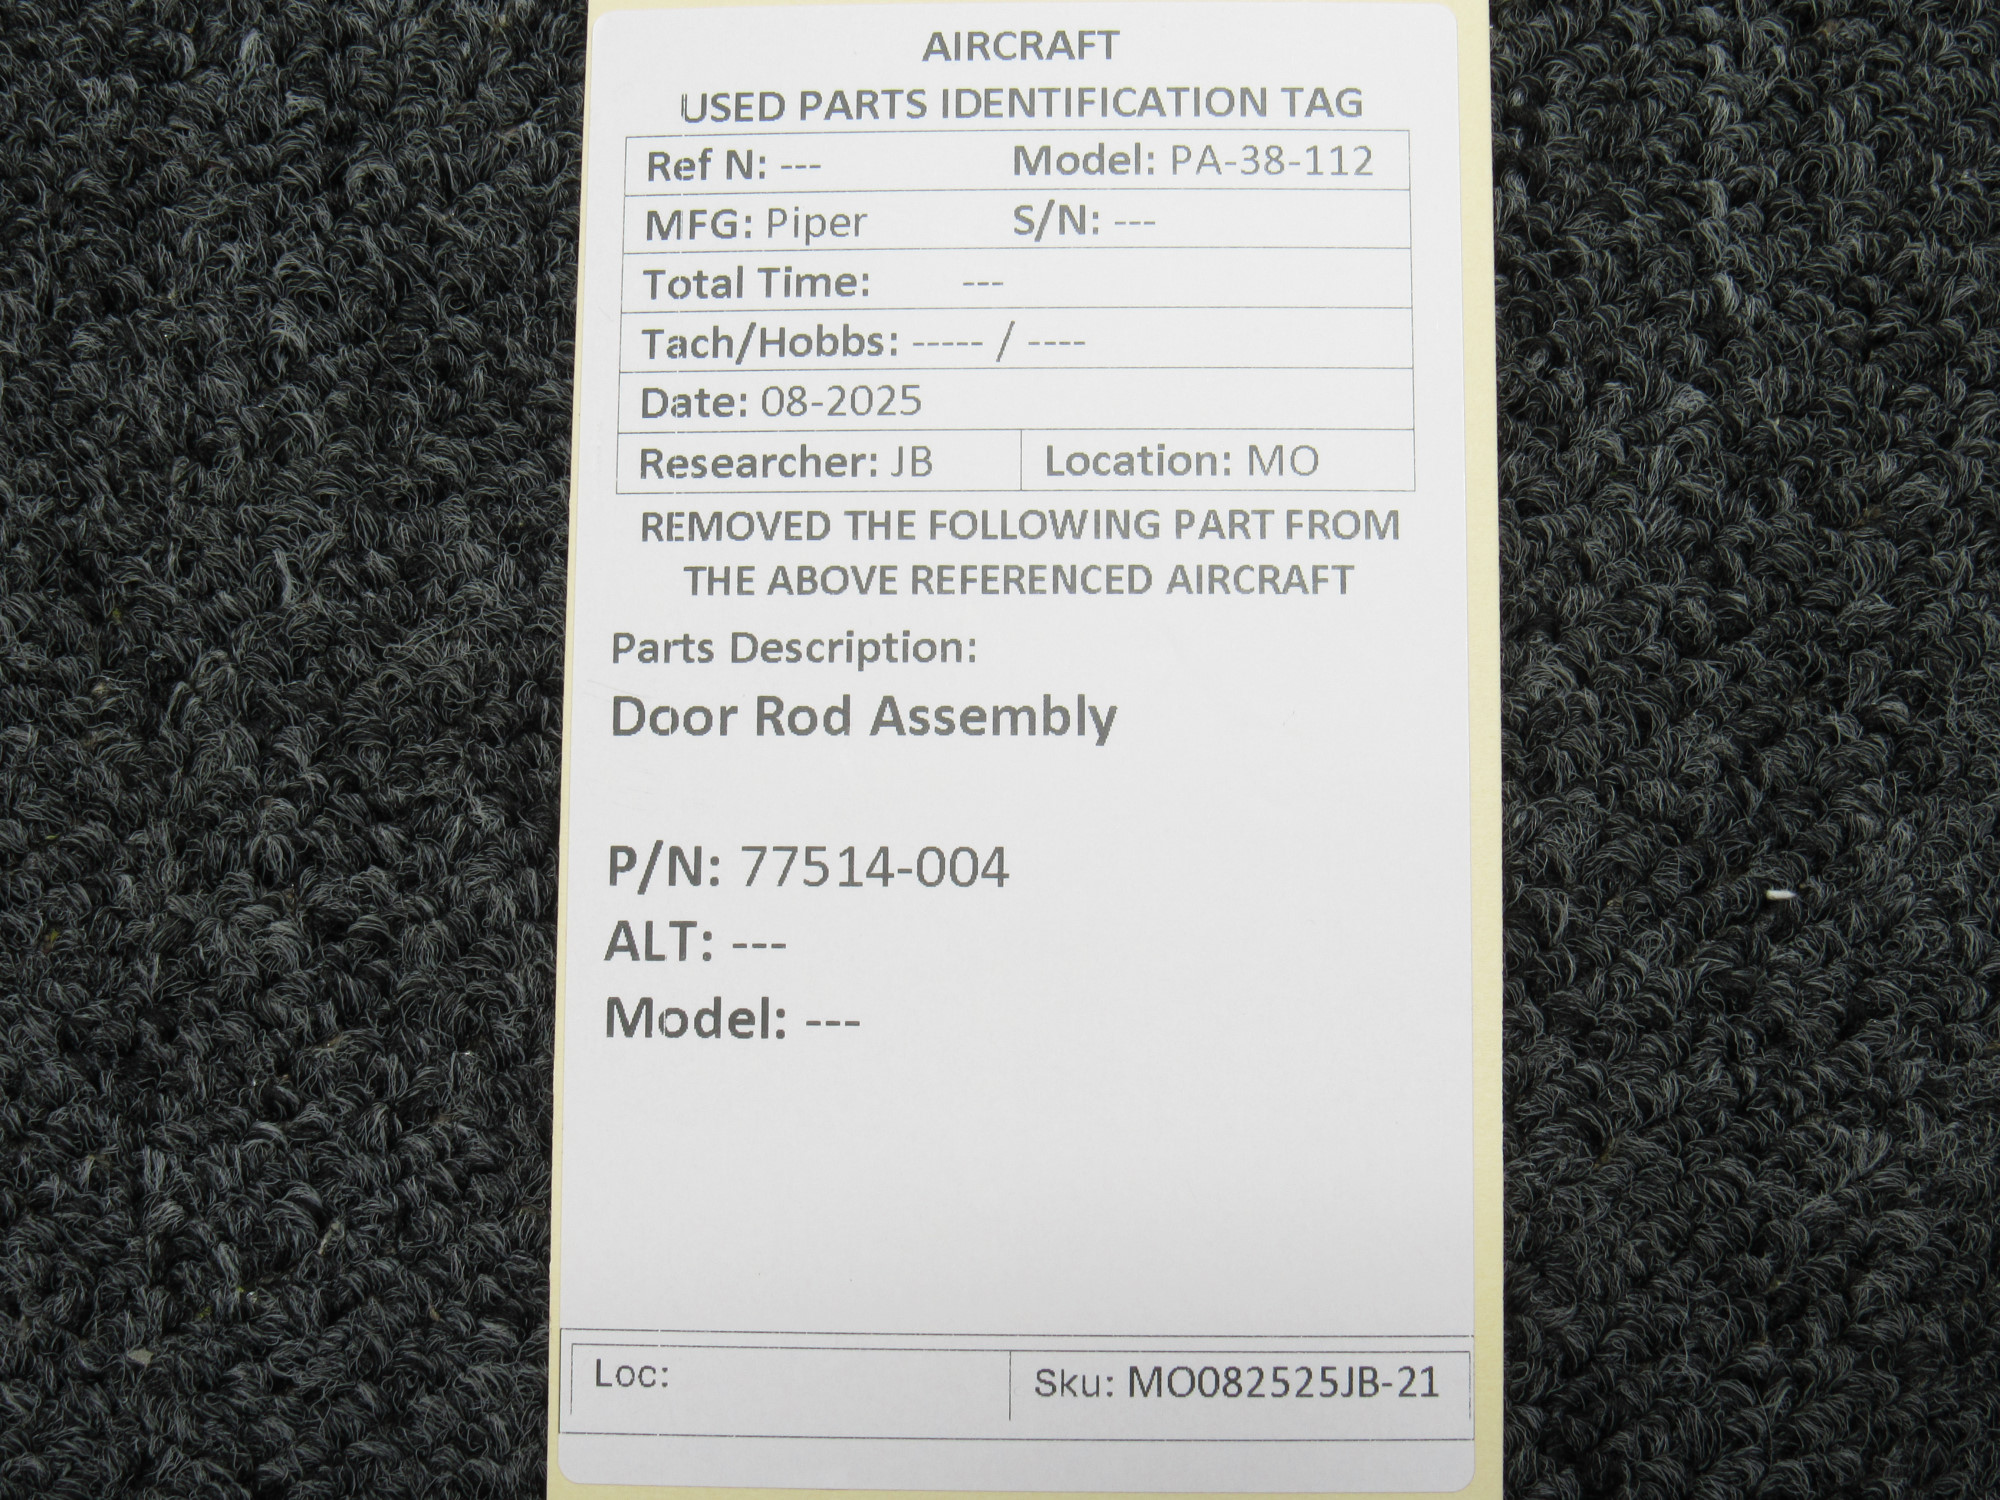 AIRCRAFT
USED PARTS IDENTIFICATION TAG
Ref N: --- Model: PA-38-112
MFG: Piper S/N: ---
Total Time: ---
Tach/Hobbs: ----- / ----
Date: 08-2025
Researcher: JB Location: MO
REMOVED THE FOLLOWING PART FROM
THE ABOVE REFERENCED AIRCRAFT
Parts Description:
Door Rod Assembly
P/N: 77514-004
ALT: ---
Model: ---
Loc: Sku: MO082525JB-21